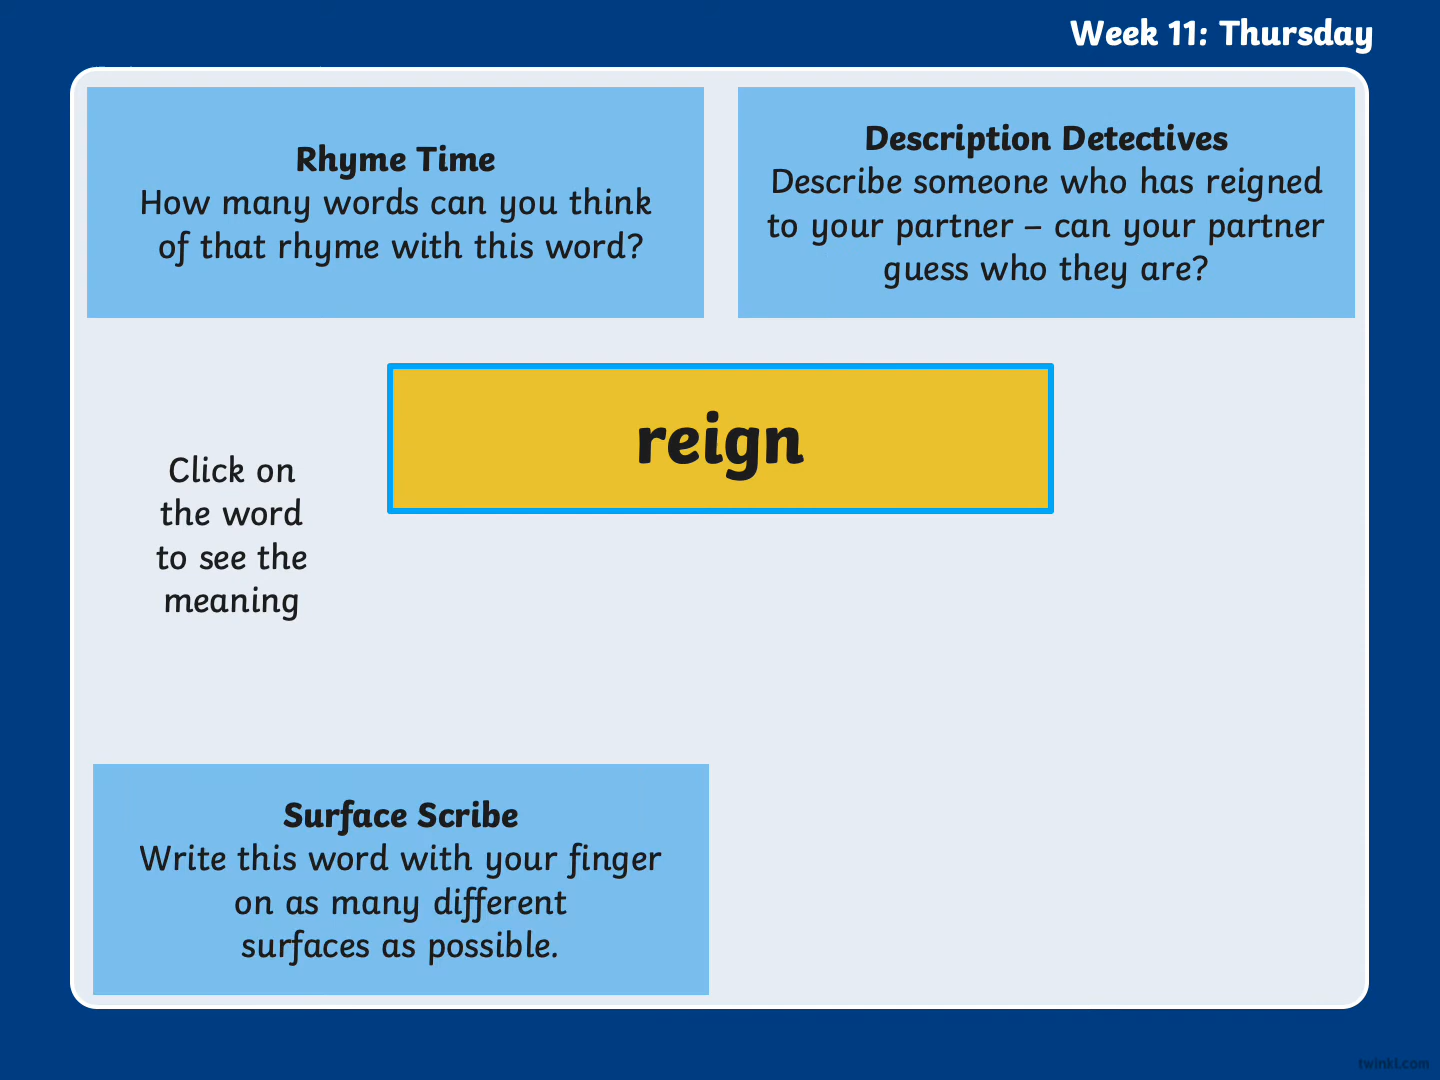 Week 11: Thursday
Rhyme Time
How many words can you think
of that rhyme with this word?
Description Detectives
Describe someone who has reigned
to your partner – can your partner
guess who they are?
reign
Click on
the word
to see the
meaning
Surface Scribe
Write this word with your finger
on as many different
surfaces as possible.
twinkl.com